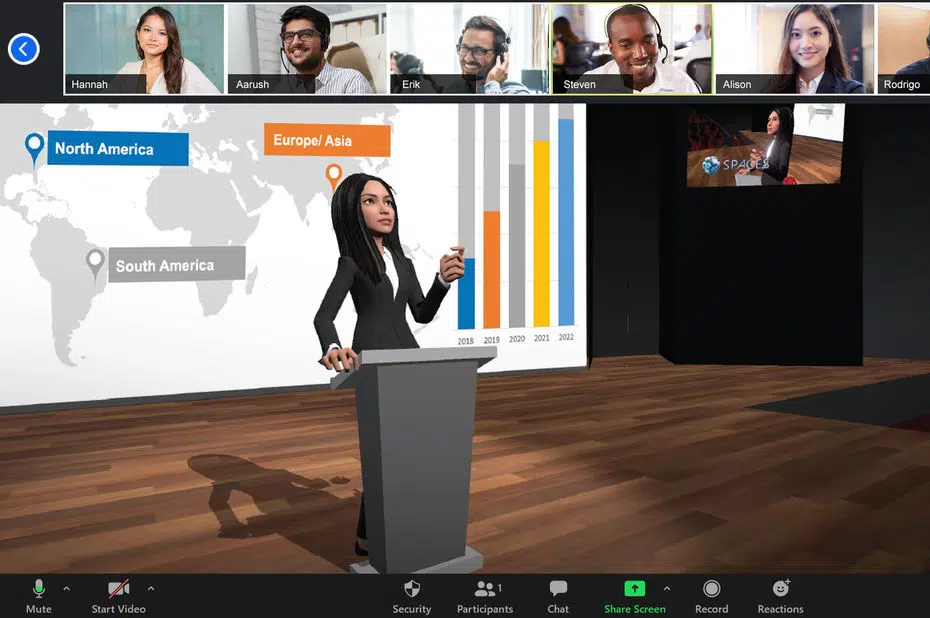 Hannah
Aarush
Erik
Steven
Alison
Rodrigo
North America
Europe/ Asia
South America
2018 2019 2020 2021 2022
SPACES
Mute
Start Video
Security
Participants
1
Chat
Share Screen
Record
Reactions